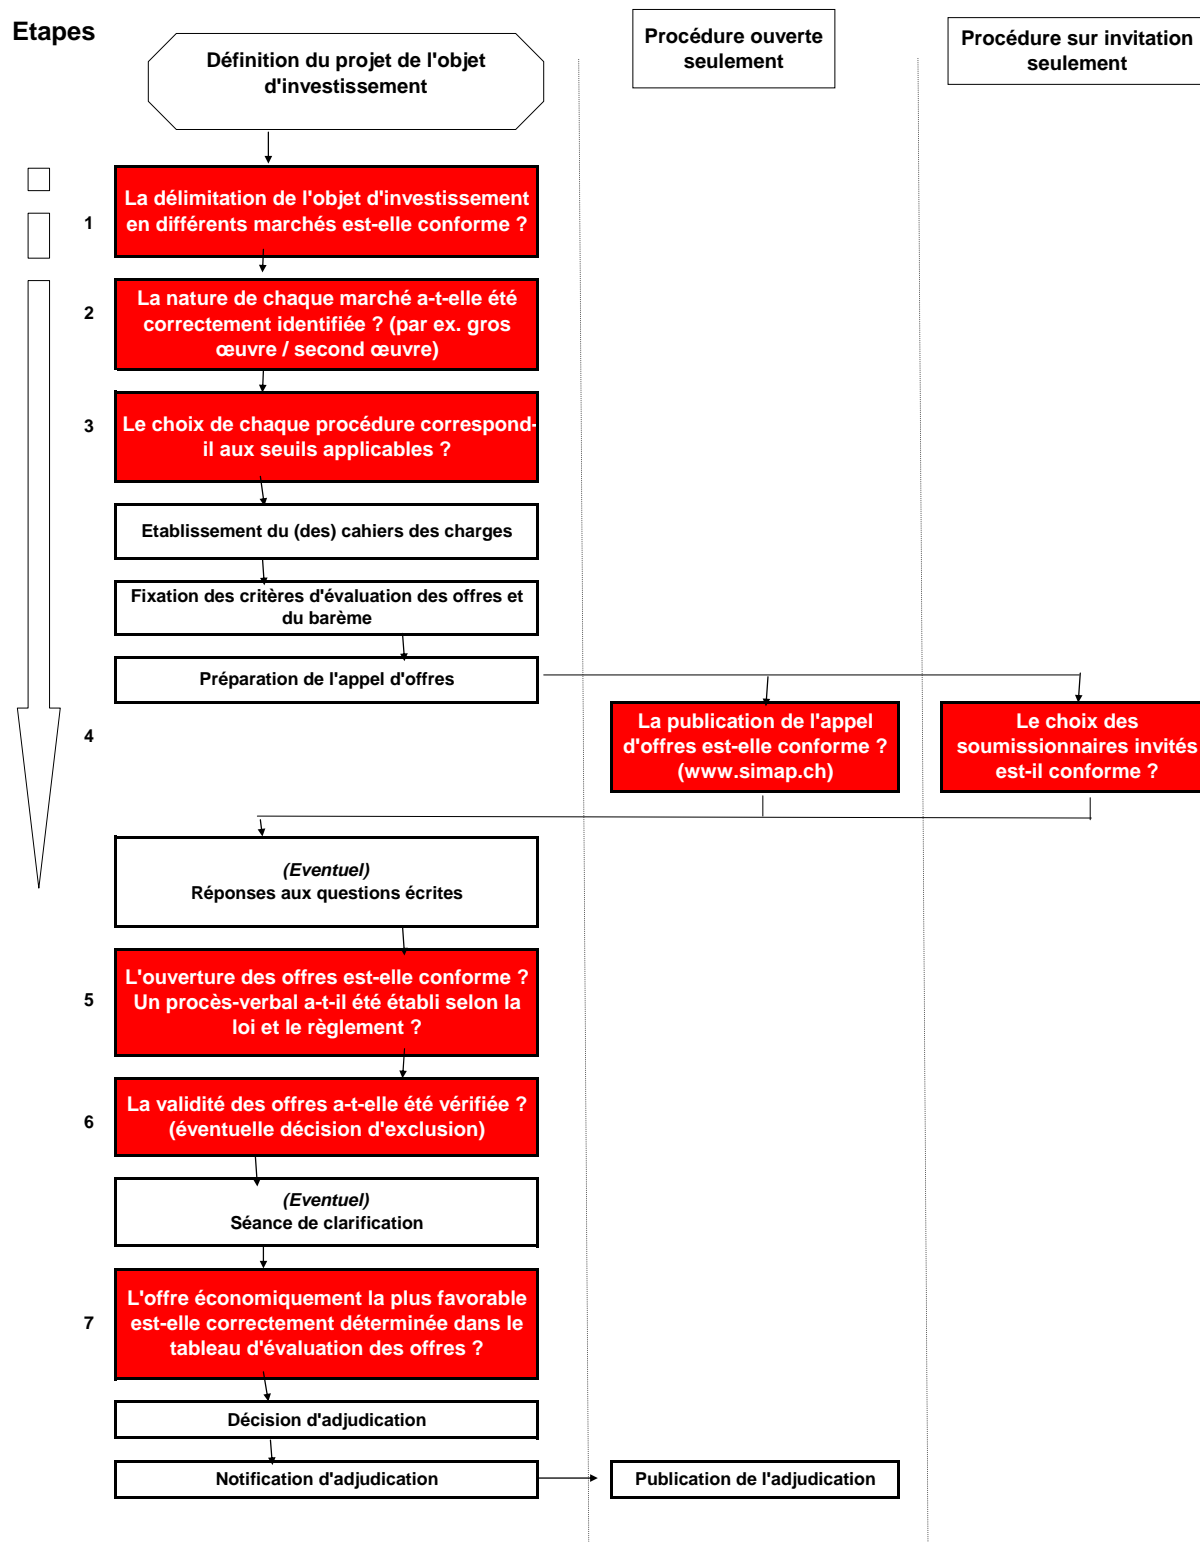 Etapes
Définition du projet de l'objet
d'investissement
Procédure ouverte
seulement
Procédure sur invitation
seulement
1
La délimitation de l'objet d'investissement
en différents marchés est-elle conforme ?
2
La nature de chaque marché a-t-elle été
correctement identifiée ? (par ex. gros
œuvre / second œuvre)
3
Le choix de chaque procédure correspond-
il aux seuils applicables ?
Etablissement du (des) cahiers des charges
Fixation des critères d'évaluation des offres et
du barème
Préparation de l'appel d'offres
4
La publication de l'appel
d'offres est-elle conforme ?
(www.simap.ch)
Le choix des
soumissionnaires invités
est-il conforme ?
(Eventuel)
Réponses aux questions écrites
5
L'ouverture des offres est-elle conforme ?
Un procès-verbal a-t-il été établi selon la
loi et le règlement ?
6
La validité des offres a-t-elle été vérifiée ?
(éventuelle décision d'exclusion)
(Eventuel)
Séance de clarification
7
L'offre économiquement la plus favorable
est-elle correctement déterminée dans le
tableau d'évaluation des offres ?
Décision d'adjudication
Notification d'adjudication
Publication de l'adjudication